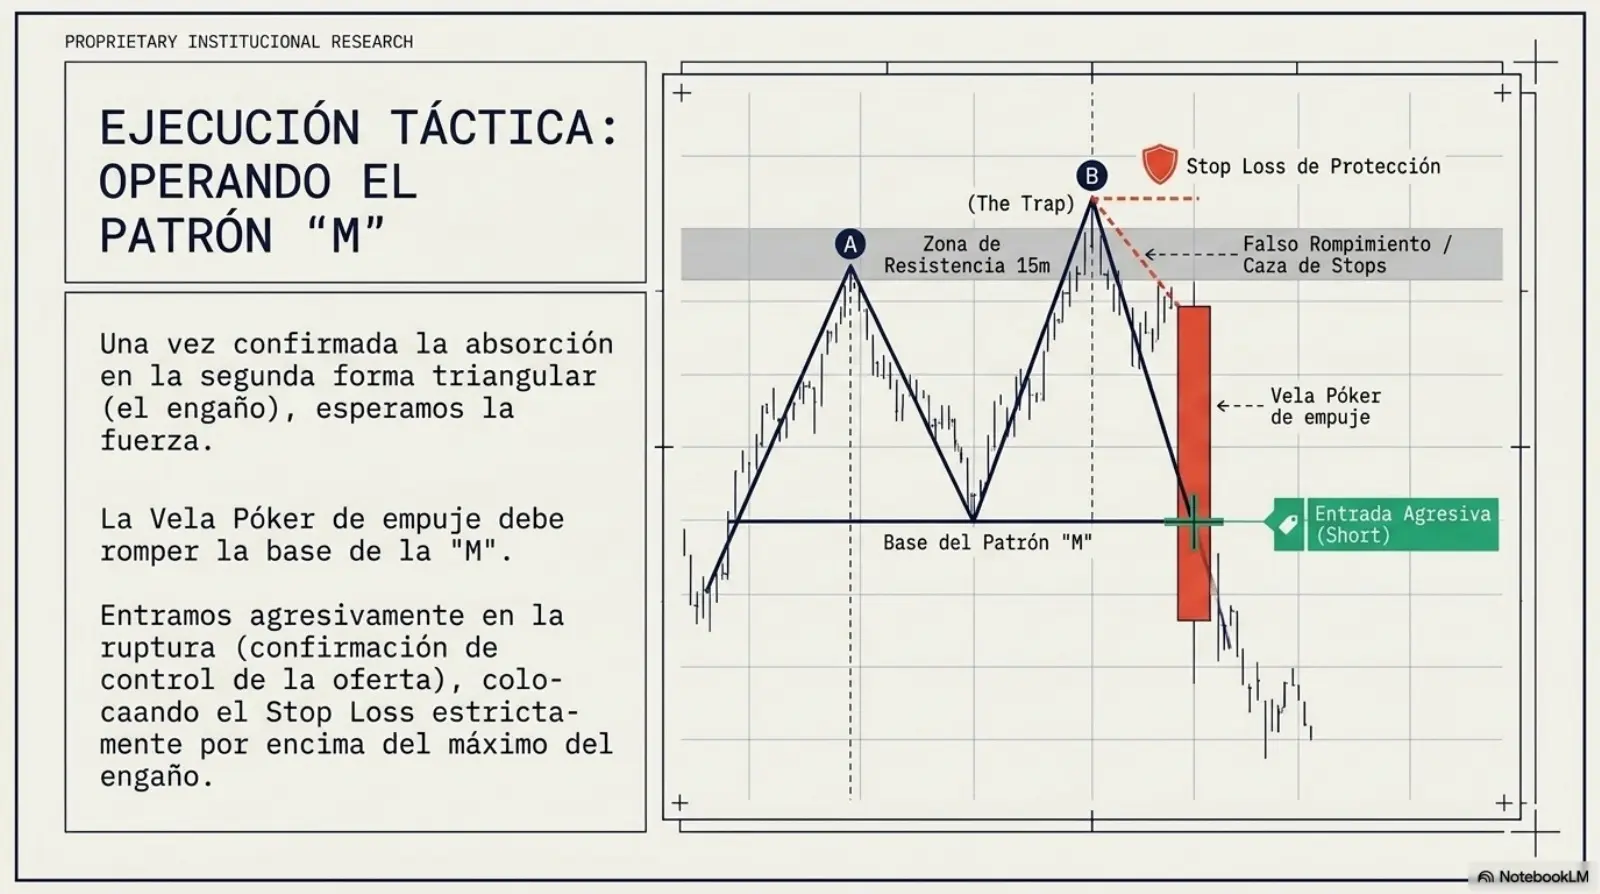 PROPRIETARY INSTITUTIONAL RESEARCH
EJECUCIÓN TÁCTICA:
OPERANDO EL
PATRÓN “M”
Una vez confirmada la absorción
en la segunda forma triangular
(el engaño), esperamos la
fuerza.
La Vela Póker de empuje debe
romper la base de la "M".
Entramos agresivamente en la
ruptura (confirmación de
control de la oferta), colo-
caando el Stop Loss estricta-
mente por encima del máximo del
engaño.
B
Stop Loss de Protección
(The Trap)
A
Zona de
Resistencia 15m
Falso Rompimiento /
Caza de Stops
Vela Póker
de empuje
Entrada Agresiva
(Short)
Base del Patrón "M"
NotebookLM